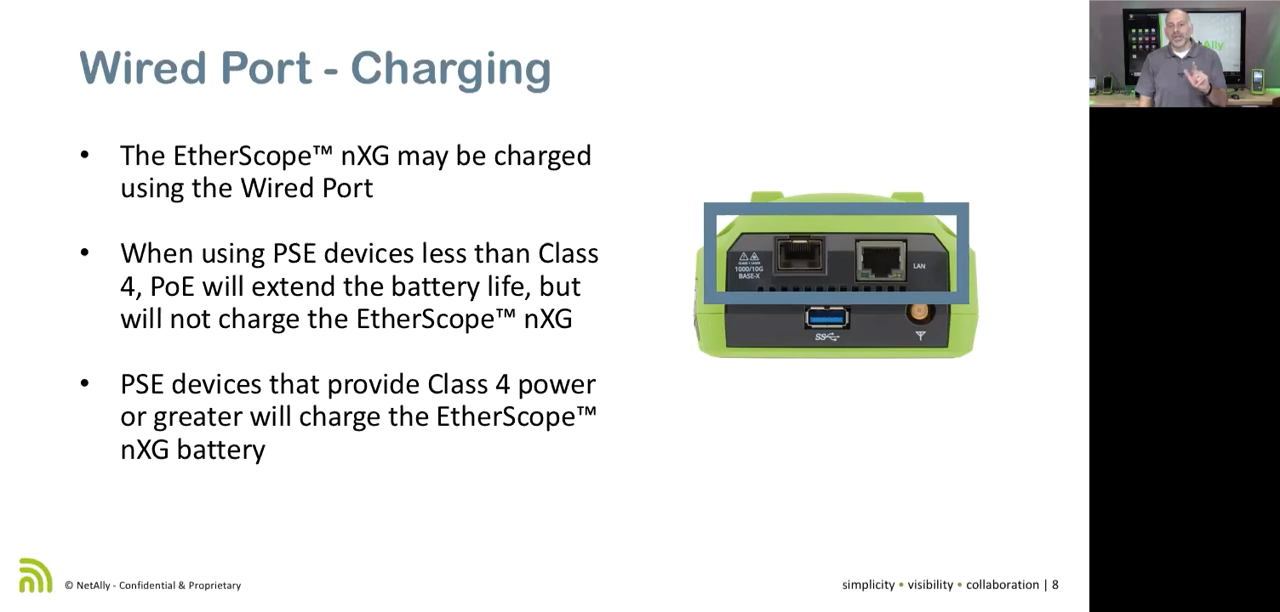 Wired Port - Charging
• The EtherScope™ nXG may be charged
using the Wired Port
• When using PSE devices less than Class
4, PoE will extend the battery life, but
will not charge the EtherScope™ nXG
• PSE devices that provide Class 4 power
or greater will charge the EtherScope™
nXG battery
1000/10G
BASE-X
LAN
SS
© NetAlly - Confidential & Proprietary
simplicity • visibility • collaboration | 8